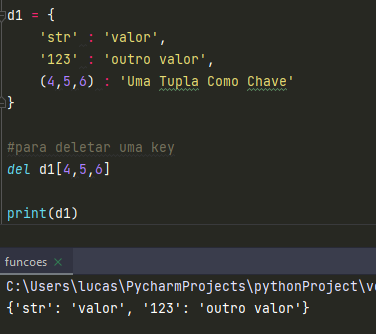 d1 = {
    'str' : 'valor',
    '123' : 'outro valor',
    (4,5,6) : 'Uma Tupla Como Chave'
}
#para deletar uma key
del d1[4,5,6]
print(d1)
funcoes ×
C:\Users\lucas\PycharmProjects\pythonProject\v
{'str': 'valor', '123': 'outro valor'}